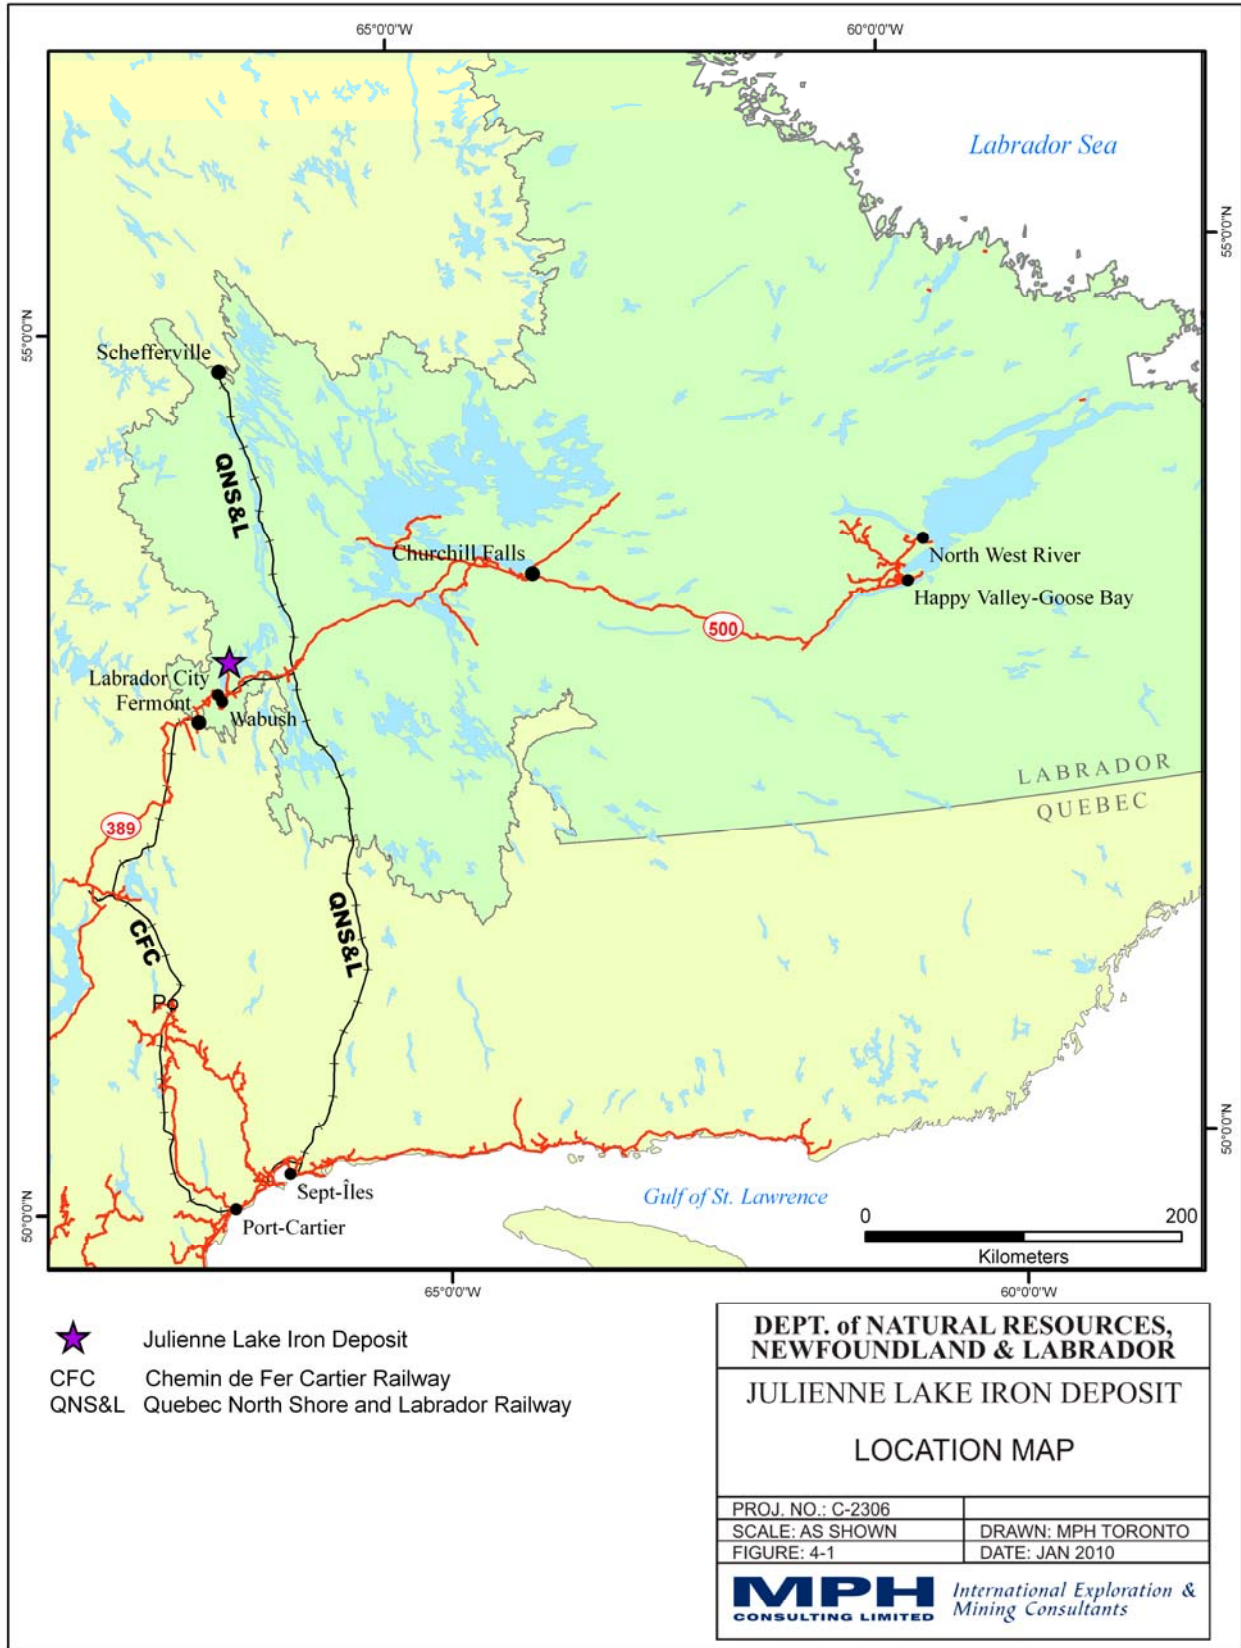 65°0'0"W
60°0'0"W
Labrador Sea
55°0'0"N
55°0'0"N
Schefferville
QNS&L
Churchill Falls
North West River
Happy Valley-Goose Bay
500
Labrador City
Fermont
Wabush
LABRADOR
QUEBEC
389
QNS&L
CFC
Po
50°0'0"N
Sept-Îles
Gulf of St. Lawrence
Port-Cartier
50°0'0"N
0 200
Kilometers
65°0'0"W
60°0'0"W
Julienne Lake Iron Deposit
CFC Chemin de Fer Cartier Railway
QNS&L Quebec North Shore and Labrador Railway
DEPT. of NATURAL RESOURCES,
NEWFOUNDLAND & LABRADOR
JULIENNE LAKE IRON DEPOSIT
LOCATION MAP
PROJ. NO.: C-2306
SCALE: AS SHOWN DRAWN: MPH TORONTO
FIGURE: 4-1 DATE: JAN 2010
MPH
CONSULTING LIMITED
International Exploration &
Mining Consultants